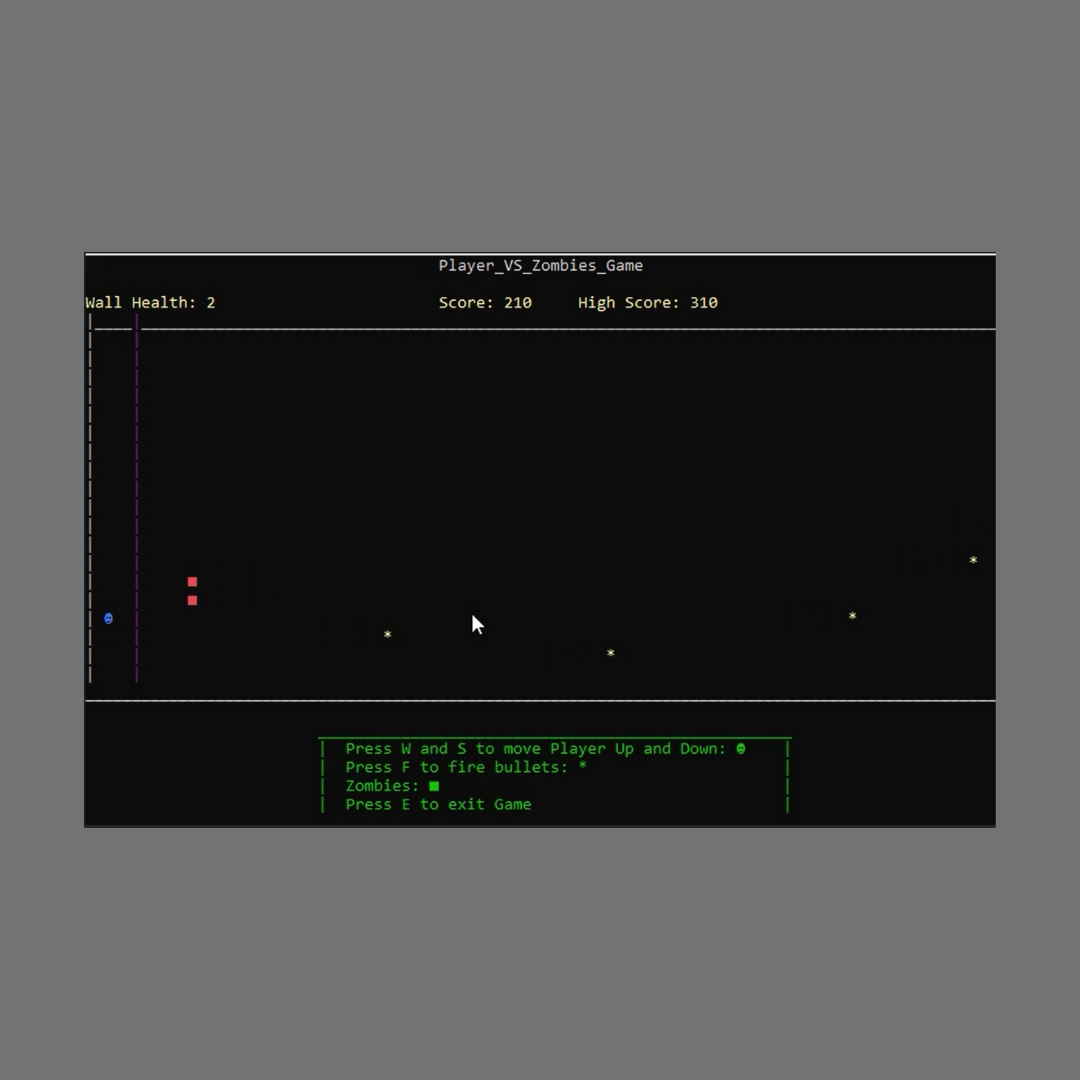 Player_VS_Zombies_Game
Wall Health: 2 Score: 210 High Score: 310
Press W and S to move Player Up and Down: ☻
Press F to fire bullets: *
Zombies: ■
Press E to exit Game